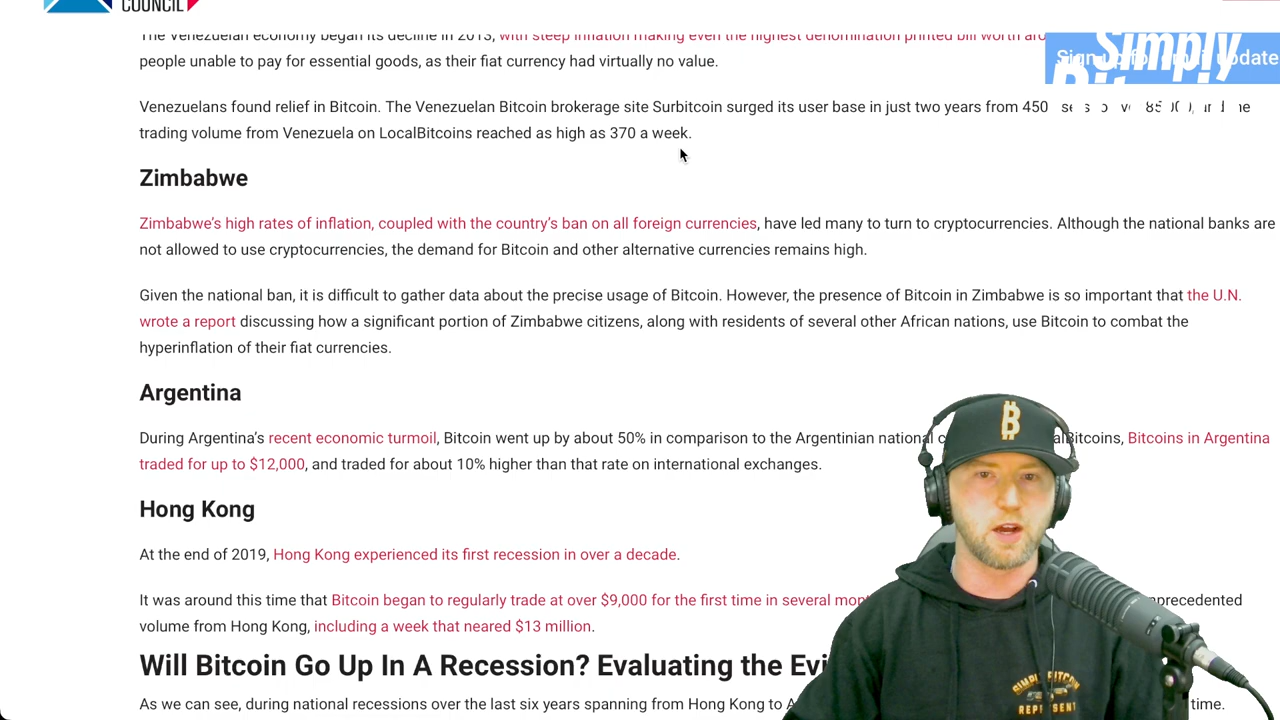 COUNCIL
The Venezuelan economy began its decline in 2013, with steep inflation making even the highest denomination printed bill worth
people unable to pay for essential goods, as their fiat currency had virtually no value.
Simply
Sign up for email update
Venezuelans found relief in Bitcoin. The Venezuelan Bitcoin brokerage site Surbitcoin surged its user base in just two years from 450
trading volume from Venezuela on LocalBitcoins reached as high as 370 a week.
Zimbabwe
Zimbabwe's high rates of inflation, coupled with the country's ban on all foreign currencies, have led many to turn to cryptocurrencies. Although the national banks are
not allowed to use cryptocurrencies, the demand for Bitcoin and other alternative currencies remains high.
Given the national ban, it is difficult to gather data about the precise usage of Bitcoin. However, the presence of Bitcoin in Zimbabwe is so important that the U.N.
wrote a report discussing how a significant portion of Zimbabwe citizens, along with residents of several other African nations, use Bitcoin to combat the
hyperinflation of their fiat currencies.
Argentina
During Argentina's recent economic turmoil, Bitcoin went up by about 50% in comparison to the Argentinian national alBitcoins, Bitcoins in Argentina
traded for up to $12,000, and traded for about 10% higher than that rate on international exchanges.
Hong Kong
At the end of 2019, Hong Kong experienced its first recession in over a decade.
It was around this time that Bitcoin began to regularly trade at over $9,000 for the first time in several precedented
volume from Hong Kong, including a week that neared $13 million.
Will Bitcoin Go Up In A Recession? Evaluating the
As we can see, during national recessions over the last six years spanning from Hong Kong to time.
B
SIMPLY BITCOIN
REPRESENT